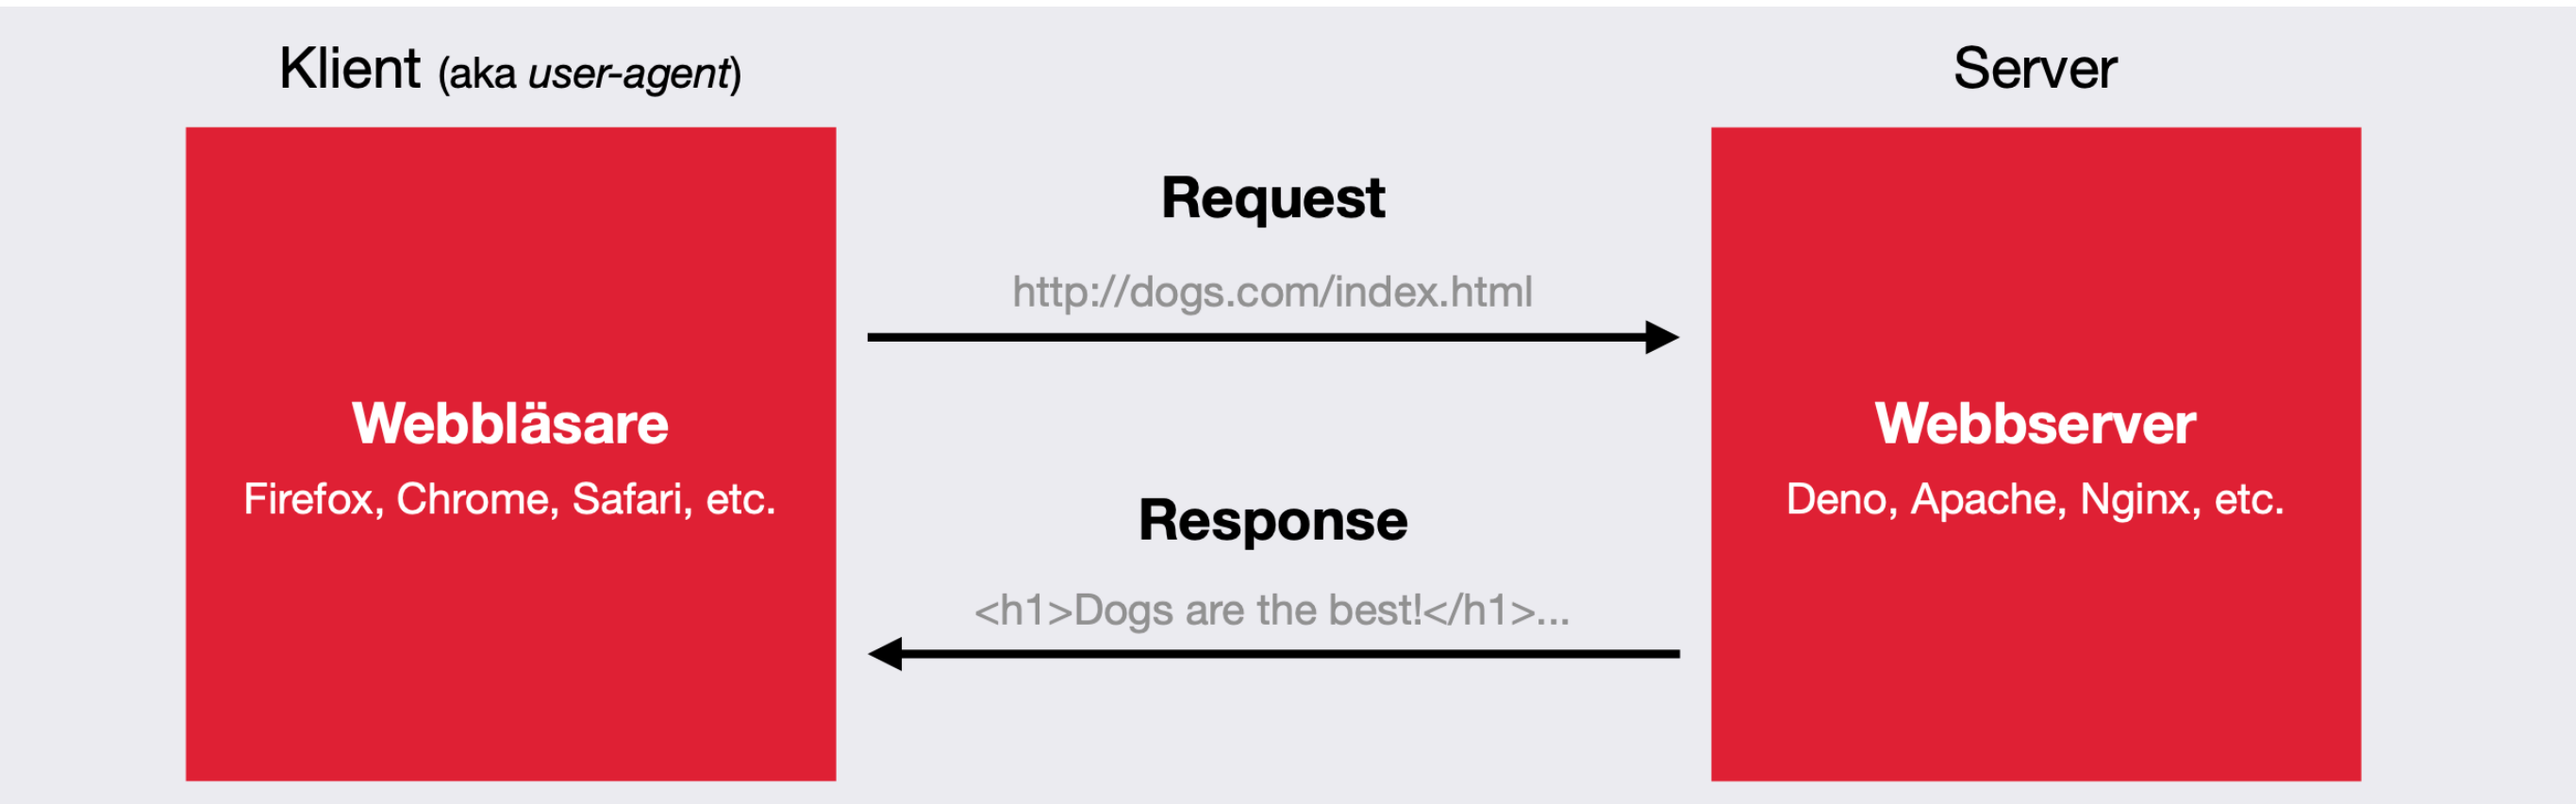 Klient (aka user-agent)
Server
Request
http://dogs.com/index.html
Webbläsare
Firefox, Chrome, Safari, etc.
Webbserver
Deno, Apache, Nginx, etc.
Response
<h1>Dogs are the best!</h1>...